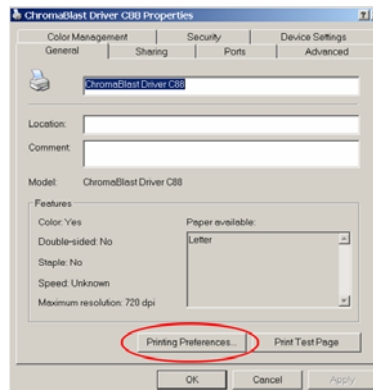 ChromaBlast Driver C88 Properties
Color Management Security Device Settings
General Sharing Ports Advanced
ChromaBlast Driver C88
Location:
Comment:
Model: ChromaBlast Driver C88
Features
Color: Yes Paper available:
Double-sided: No Letter
Staple: No
Speed: Unknown
Maximum resolution: 720 dpi
Printing Preferences... Print Test Page
OK Cancel Apply